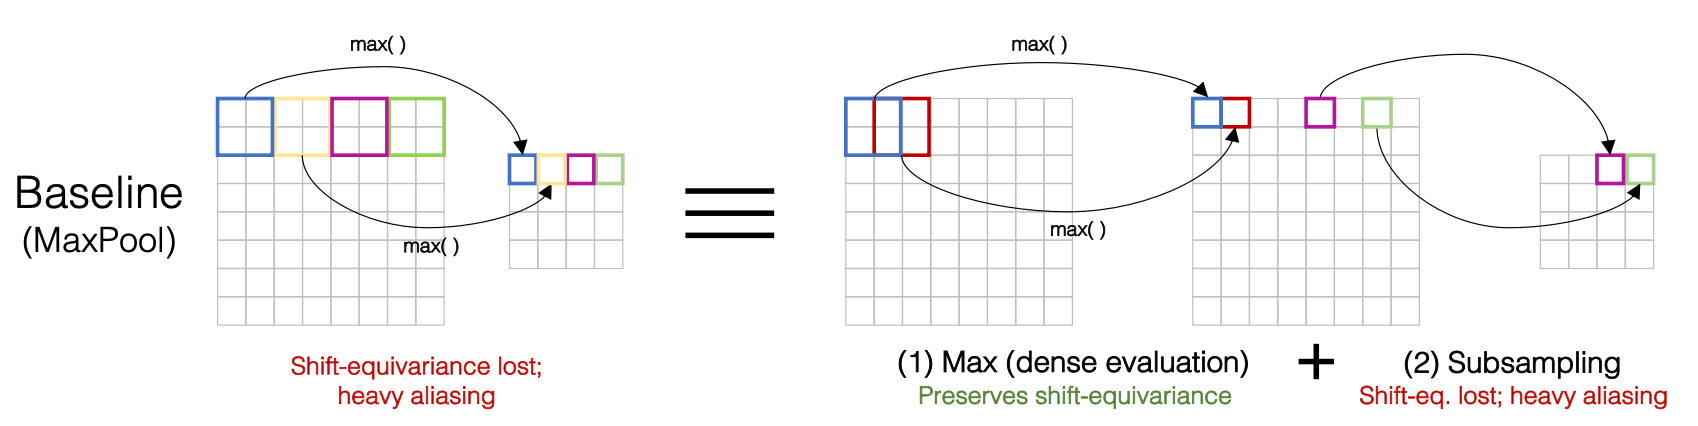 max( )
Baseline
(MaxPool)
max( )
Shift-equivariance lost;
heavy aliasing
max( )
max( )
(1) Max (dense evaluation)
Preserves shift-equivariance
+
(2) Subsampling
Shift-eq. lost; heavy aliasing